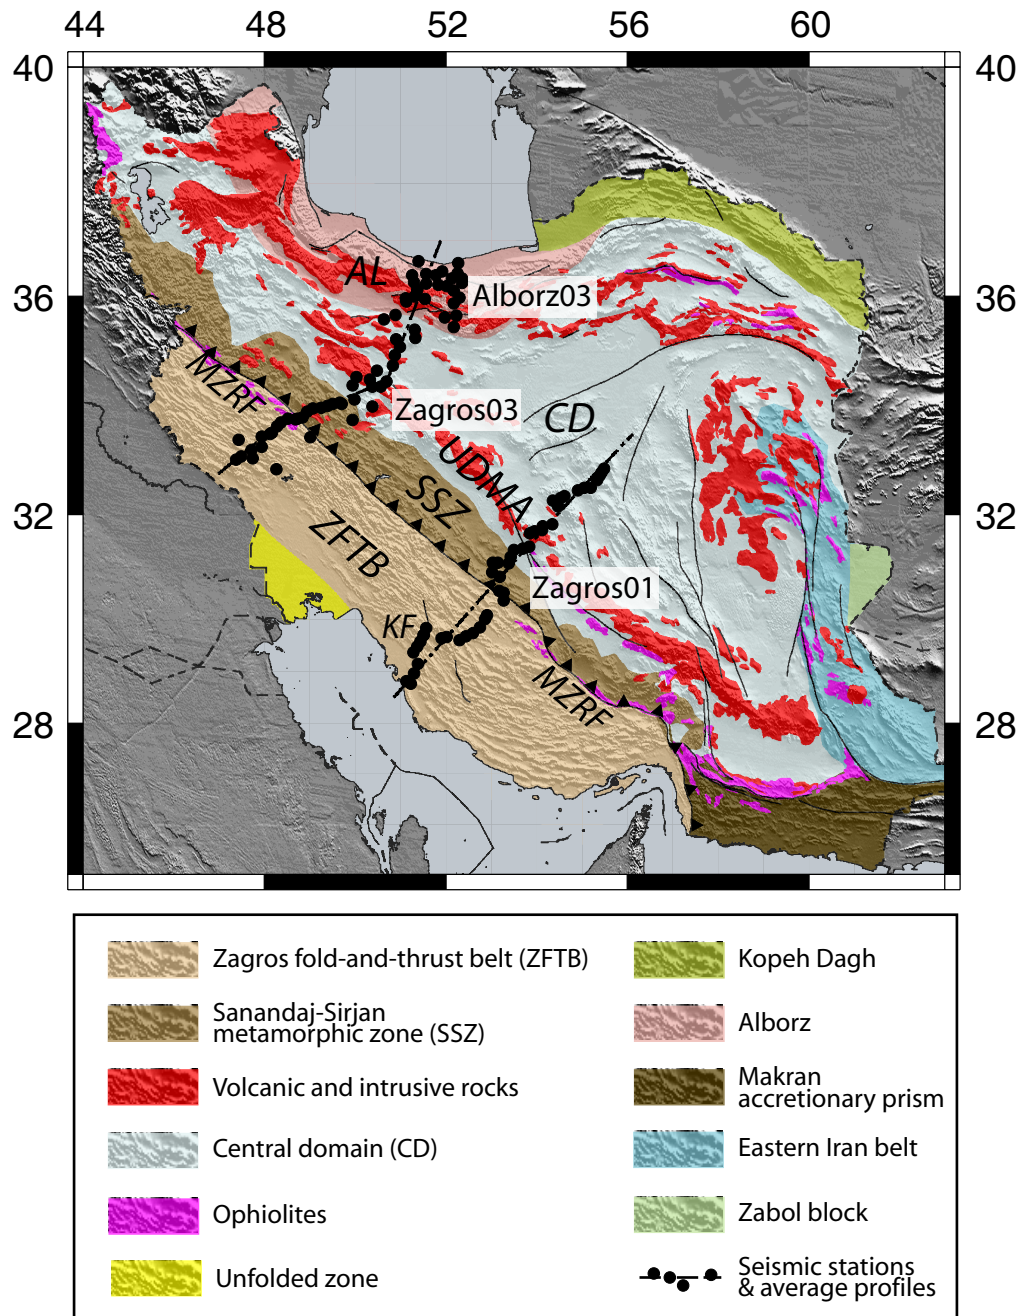 44 48 52 56 60
40 40
AL
Alborz03
36 36
MZRF
Zagros03
CD
UDMA
SSZ
32 32
ZFTB
Zagros01
KF
MZRF
28 28
Zagros fold-and-thrust belt (ZFTB)
Sanandaj-Sirjan
metamorphic zone (SSZ)
Volcanic and intrusive rocks
Central domain (CD)
Ophiolites
Unfolded zone
Kopeh Dagh
Alborz
Makran
accretionary prism
Eastern Iran belt
Zabol block
Seismic stations
& average profiles